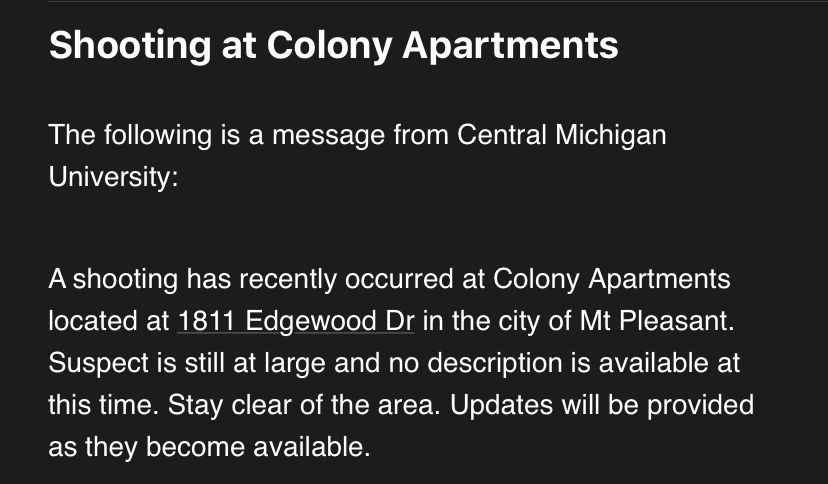 Shooting at Colony Apartments
The following is a message from Central Michigan
University:
A shooting has recently occurred at Colony Apartments
located at 1811 Edgewood Dr in the city of Mt Pleasant.
Suspect is still at large and no description is available at
this time. Stay clear of the area. Updates will be provided
as they become available.